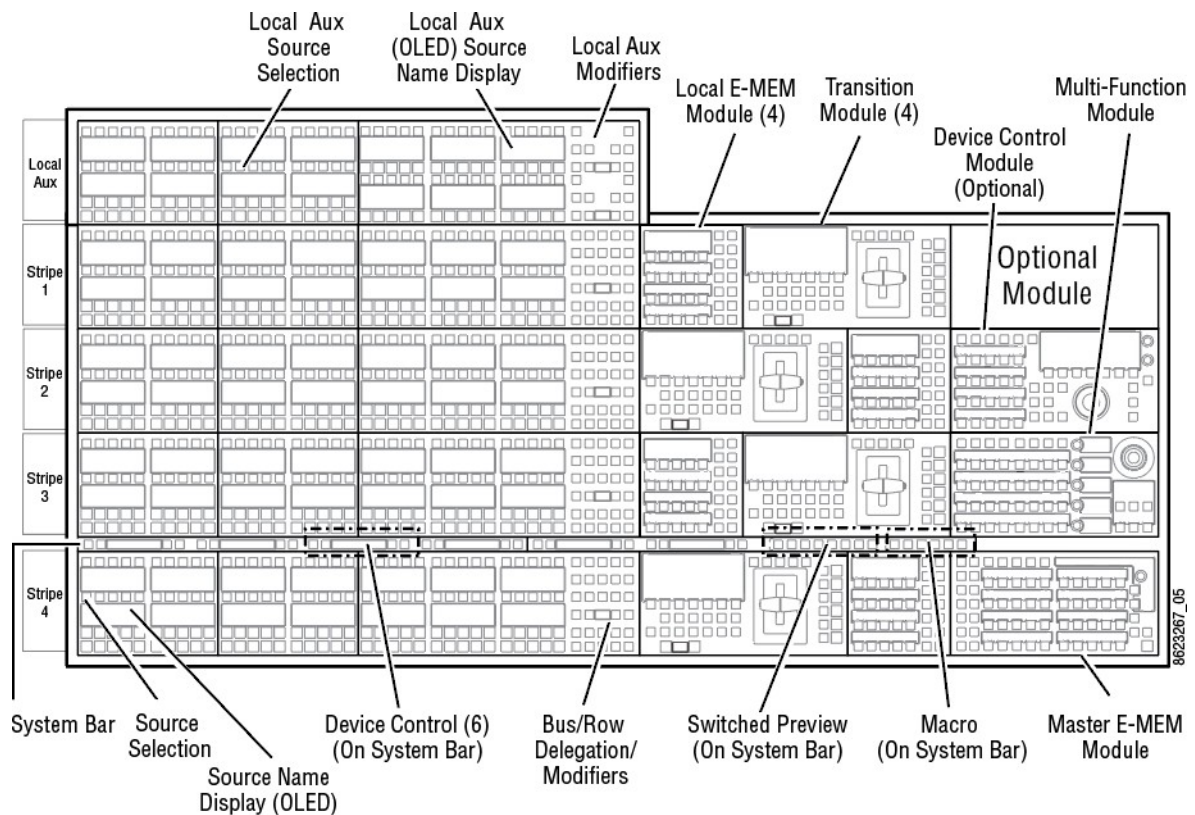 Local Aux
Source
Selection
Local Aux
(OLED) Source
Name Display
Local Aux
Modifiers
Local E-MEM
Module (4)
Transition
Module (4)
Multi-Function
Module
Device Control
Module
(Optional)
Local
Aux
Stripe
1
Optional
Module
Stripe
2
Stripe
3
Stripe
4
8623267_05
System Bar
Source
Selection
Source Name
Display (OLED)
Device Control (6)
(On System Bar)
Bus/Row
Delegation/
Modifiers
Switched Preview
(On System Bar)
Macro
(On System Bar)
Master E-MEM
Module